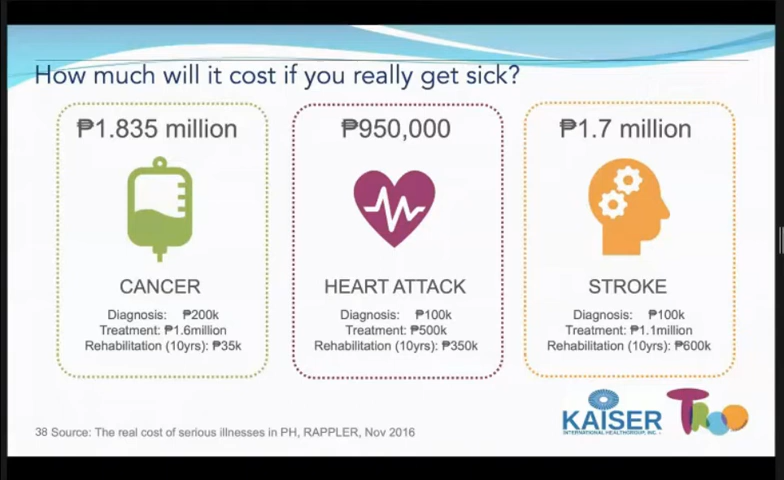 How much will it cost if you really get sick?
₱1.835 million
CANCER
Diagnosis: ₱200k
Treatment: ₱1.6million
Rehabilitation (10yrs): ₱35k
₱950,000
HEART ATTACK
Diagnosis: ₱100k
Treatment: ₱500k
Rehabilitation (10yrs): ₱350k
₱1.7 million
STROKE
Diagnosis: ₱100k
Treatment: ₱1.1million
Rehabilitation (10yrs): ₱600k
KAISER
INTERNATIONAL HEALTHGROUP, INC.
Troo
38 Source: The real cost of serious illnesses in PH, RAPPLER, Nov 2016